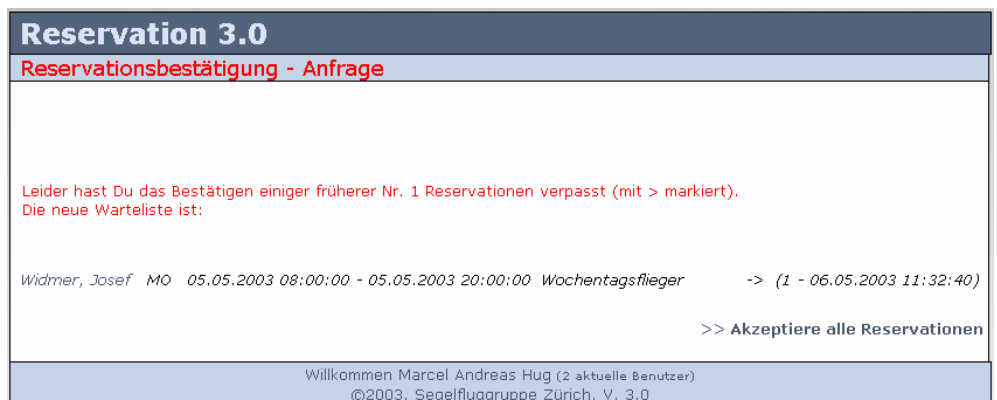 Reservation 3.0
Reservationsbestätigung - Anfrage
Leider hast Du das Bestätigen einiger früherer Nr. 1 Reservationen verpasst (mit > markiert).
Die neue Warteliste ist:
Widmer, Josef MO 05.05.2003 08:00:00 - 05.05.2003 20:00:00 Wochentagsflieger -> (1 - 06.05.2003 11:32:40)
>> Akzeptiere alle Reservationen
Willkommen Marcel Andreas Hug (2 aktuelle Benutzer)
©2003, Segelfluggruppe Zürich, V. 3.0